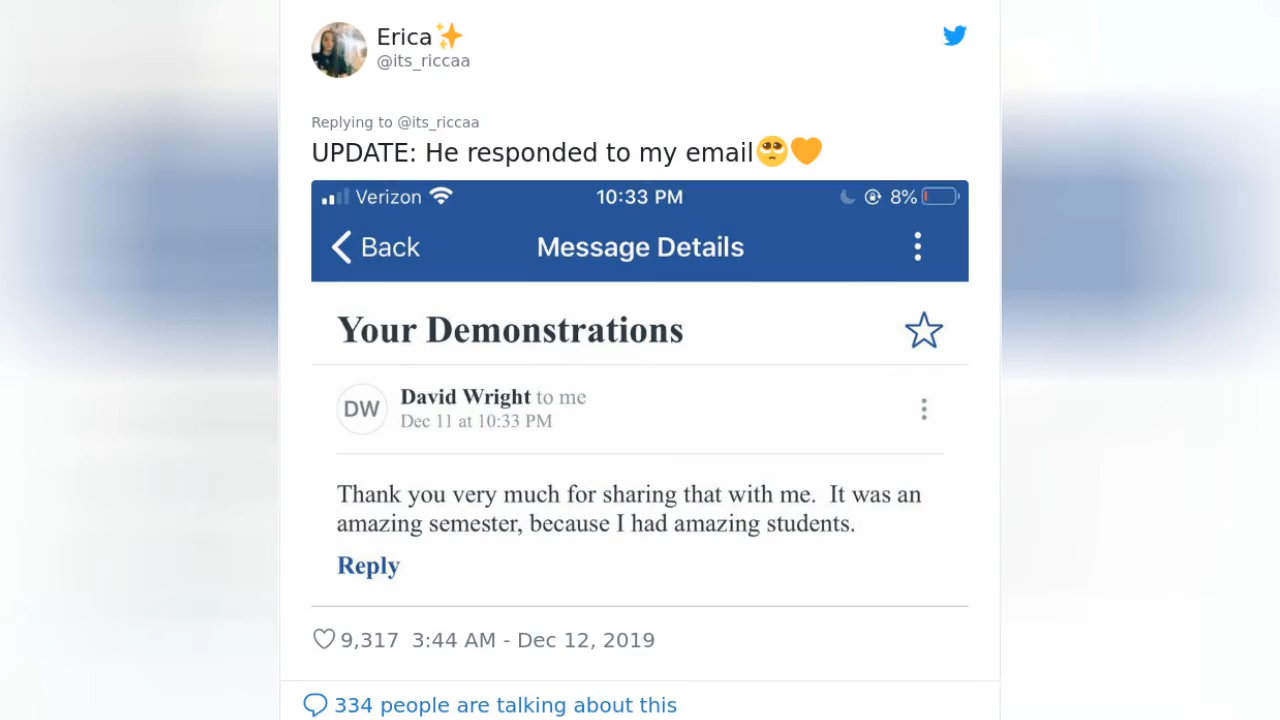 Erica✨
@its_riccaa
Replying to @its_riccaa
UPDATE: He responded to my email🥺🧡
Verizon 10:33 PM 8%
Back Message Details
Your Demonstrations
DW David Wright to me
Dec 11 at 10:33 PM
Thank you very much for sharing that with me. It was an
amazing semester, because I had amazing students.
Reply
9,317 3:44 AM - Dec 12, 2019
334 people are talking about this